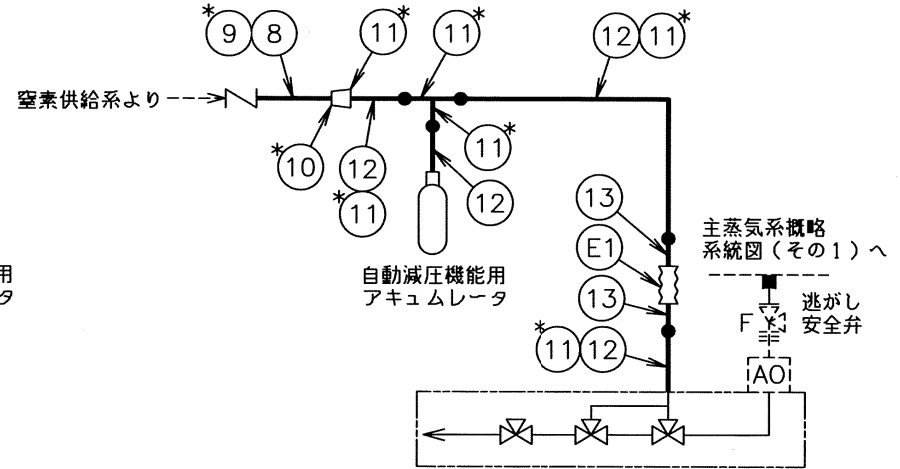 *9 8
11*
11*
12 11*
窒素供給系より
*10
12
*11
11*
12
自動減圧機能用
アキュムレータ
用
タ
13
E1
13
*11 12
主蒸気系概略
系統図(その1)へ
逃がし
安全弁
F
AO